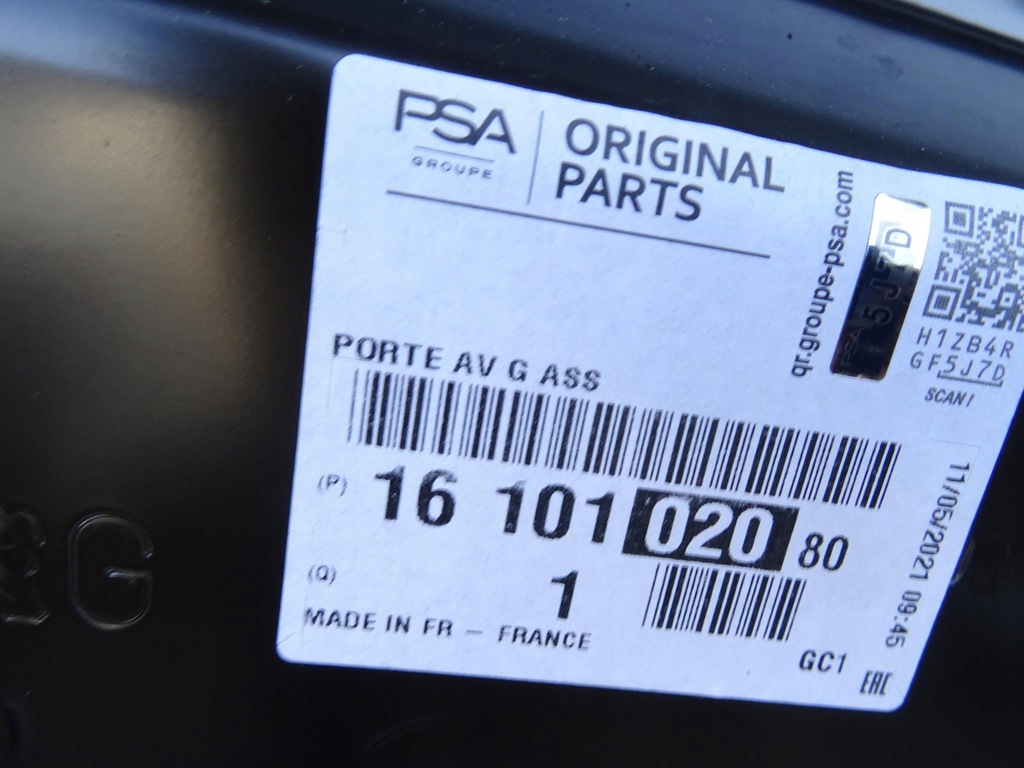 PSA
GROUPE
ORIGINAL
PARTS
qr.groupe-psa.com
5J7D
H1ZB4R
GF5J7D
SCAN!
PORTE AV G ASS
(P) 16 101 020 80
(Q) 1
MADE IN FR – FRANCE
GC1
EAC
11/05/2021 09:45
G